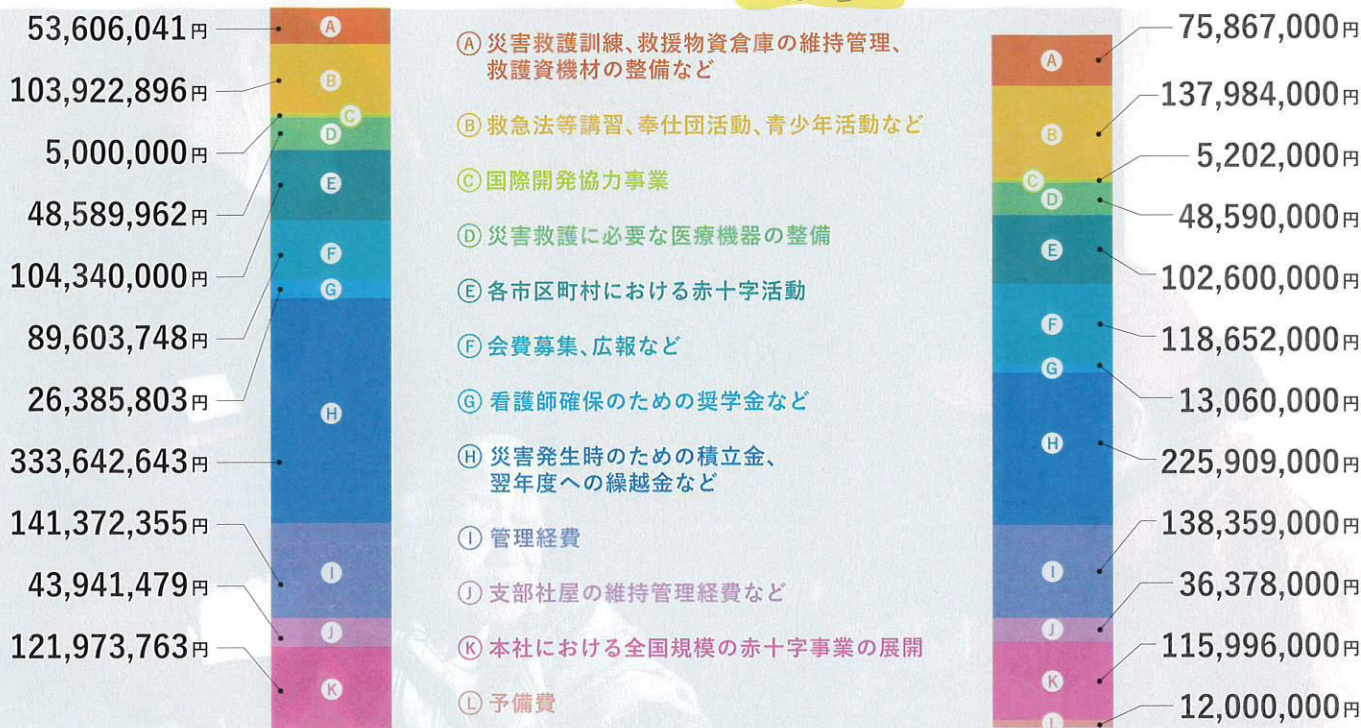 53,606,041円
103,922,896円
5,000,000円
48,589,962円
104,340,000円
89,603,748円
26,385,803円
333,642,643円
141,372,355円
43,941,479円
121,973,763円
A
B
C
D
E
F
G
H
I
J
K
Ⓐ災害救護訓練、救援物資倉庫の維持管理、
救護資機材の整備など
Ⓑ救急法等講習、奉仕団活動、青少年活動など
Ⓒ国際開発協力事業
Ⓓ災害救護に必要な医療機器の整備
Ⓔ各市区町村における赤十字活動
Ⓕ会費募集、広報など
Ⓖ看護師確保のための奨学金など
Ⓗ災害発生時のための積立金、
翌年度への繰越金など
Ⓘ管理経費
Ⓙ支部社屋の維持管理経費など
Ⓚ本社における全国規模の赤十字事業の展開
Ⓛ予備費
A
B
C
D
E
F
G
H
I
J
K
L
75,867,000円
137,984,000円
5,202,000円
48,590,000円
102,600,000円
118,652,000円
13,060,000円
225,909,000円
138,359,000円
36,378,000円
115,996,000円
12,000,000円